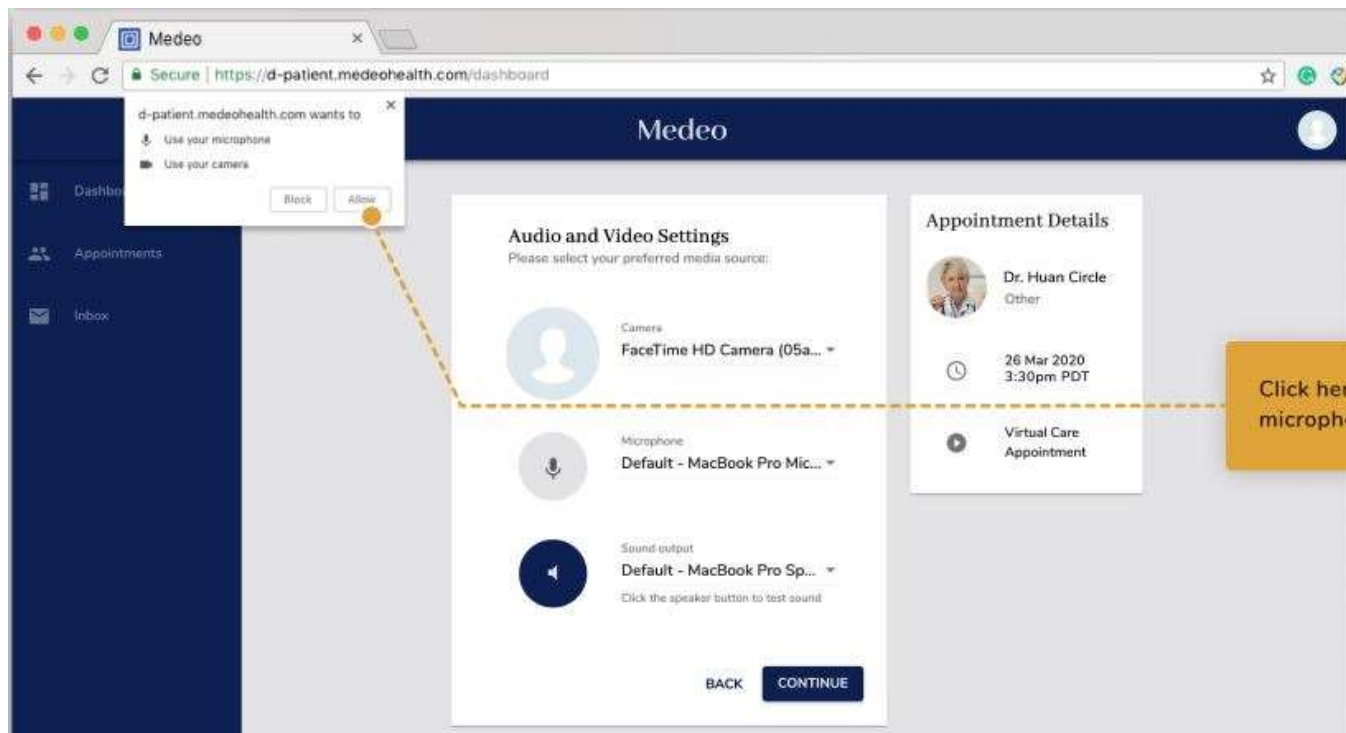 Medeo
Secure | https://d-patient.medeohealth.com/dashboard
d-patient.medeohealth.com wants to
Use your microphone
Use your camera
Block
Allow
Medeo
Appointments
Inbox
Audio and Video Settings
Please select your preferred media source:
Camera
FaceTime HD Camera (05a...
Microphone
Default - MacBook Pro Mic...
Sound output
Default - MacBook Pro Sp...
Click the speaker button to test sound
BACK
CONTINUE
Appointment Details
Dr. Huan Circle
Other
26 Mar 2020
3:30pm PDT
Virtual Care
Appointment
Click